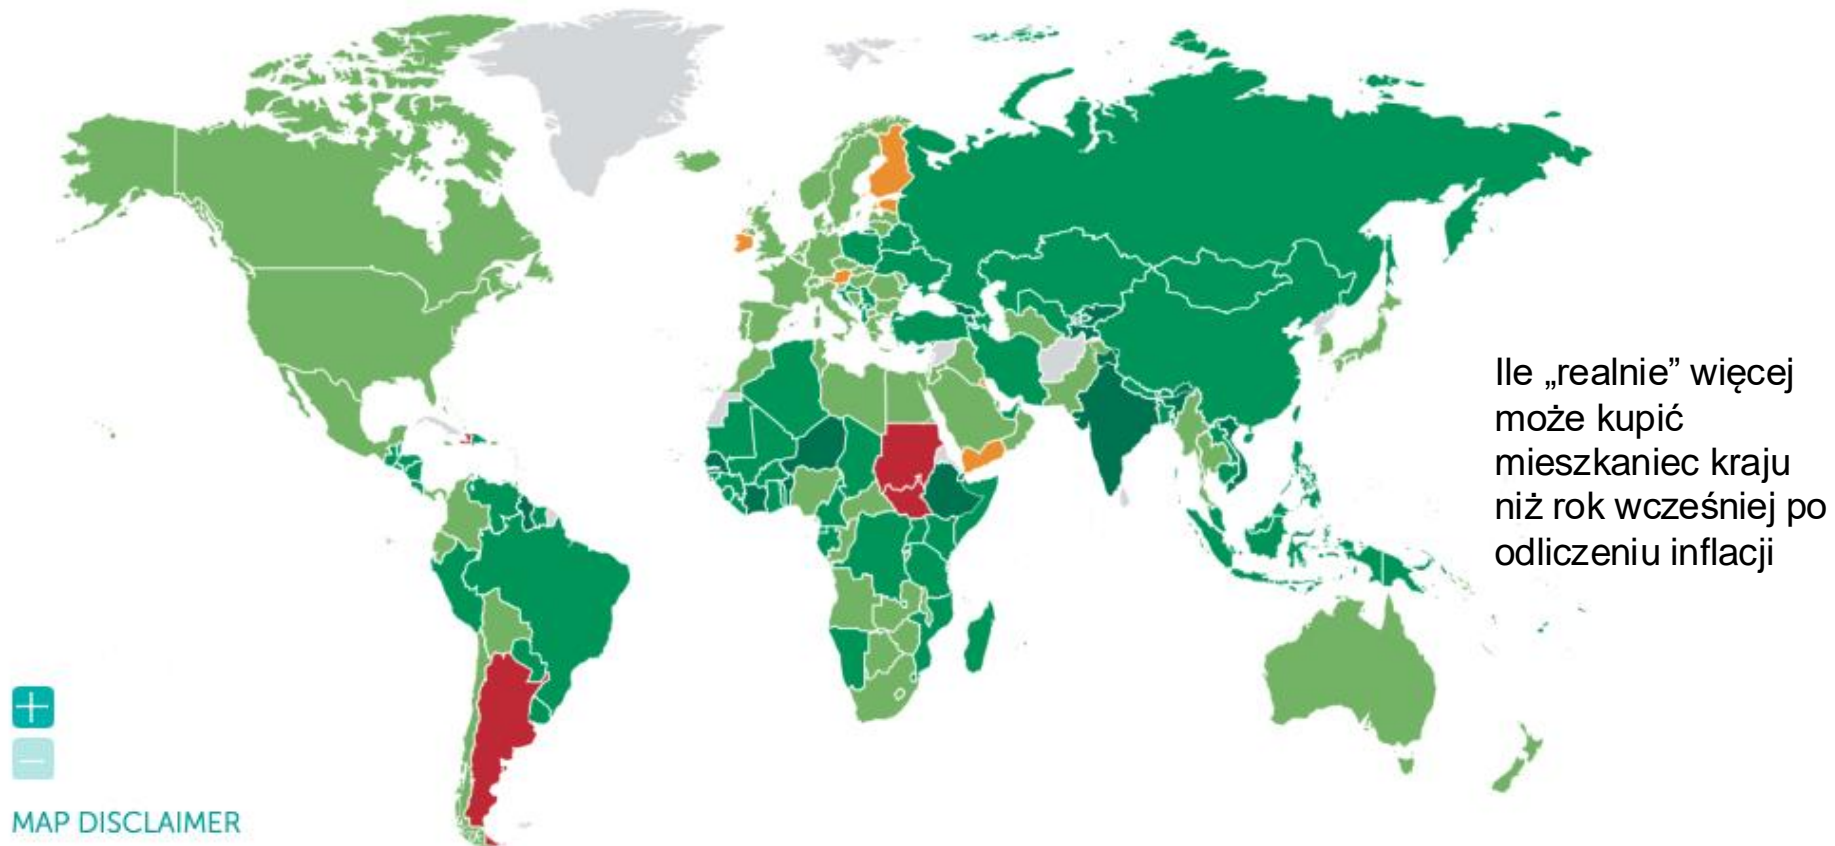 Ile „realnie” więcej
może kupić
mieszkaniec kraju
niż rok wcześniej po
odliczeniu inflacji
MAP DISCLAIMER